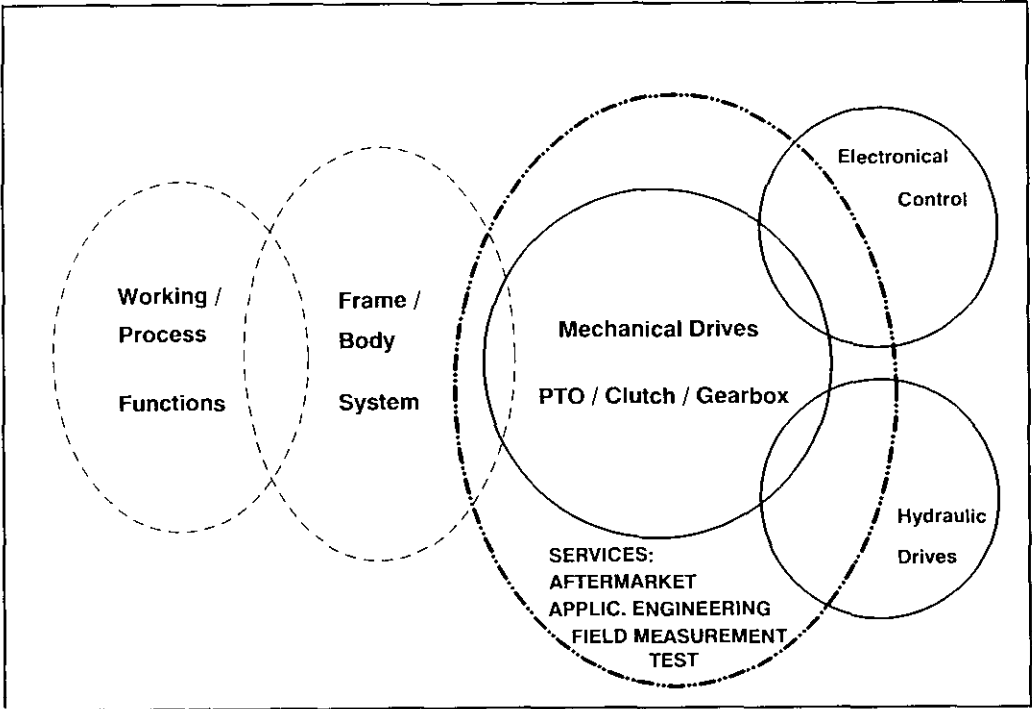 Working /
Process
Functions
Frame /
Body
System
Mechanical Drives
PTO / Clutch / Gearbox
Electronical
Control
Hydraulic
Drives
SERVICES:
AFTERMARKET
APPLIC. ENGINEERING
FIELD MEASUREMENT
TEST